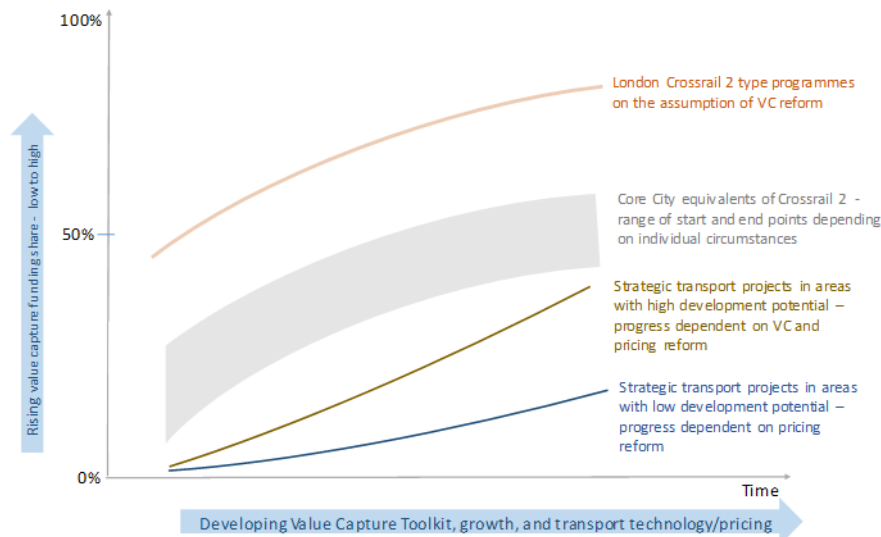 100%
London Crossrail 2 type programmes
on the assumption of VC reform
Rising value capture funding share - low to high
Core City equivalents of Crossrail 2 -
range of start and end points depending
on individual circumstances
50%
Strategic transport projects in areas
with high development potential –
progress dependent on VC and
pricing reform
Strategic transport projects in areas
with low development potential –
progress dependent on pricing
reform
0%
Time
Developing Value Capture Toolkit, growth, and transport technology/pricing